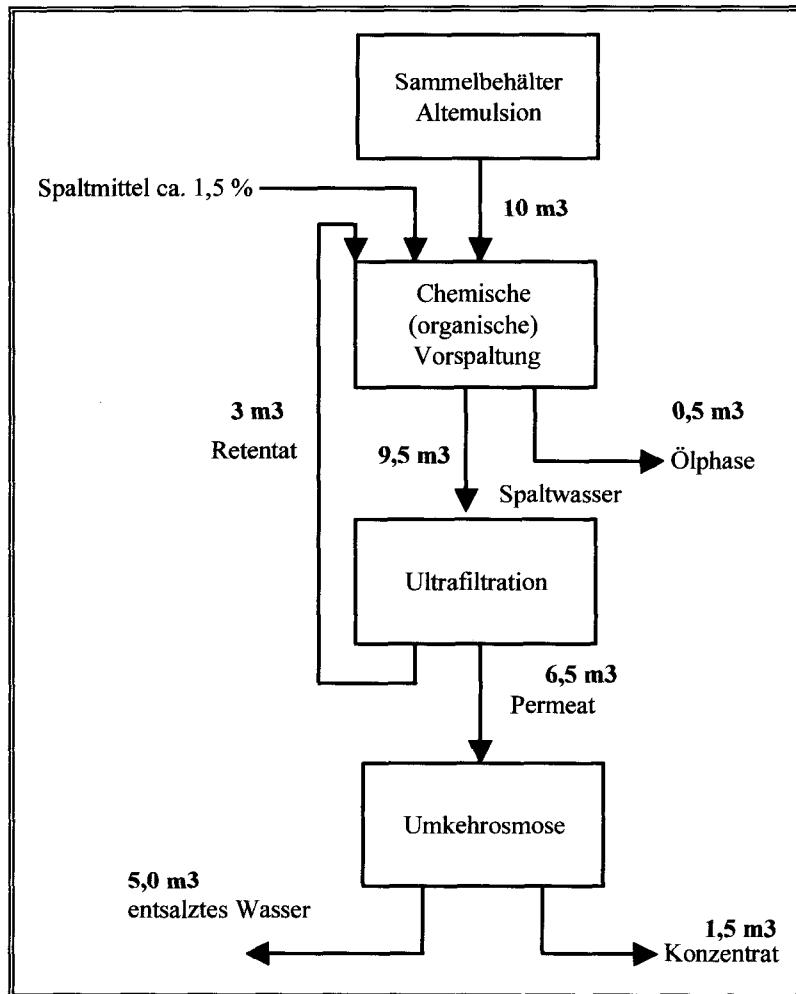 Sammelbehälter
Altemulsion
Spaltmittel ca. 1,5 %
10 m3
Chemische
(organische)
Vorspaltung
3 m3
Retentat
9,5 m3
0,5 m3
Ölphase
Spaltwasser
Ultrafiltration
6,5 m3
Permeat
Umkehrosmose
5,0 m3
entsalztes Wasser
1,5 m3
Konzentrat